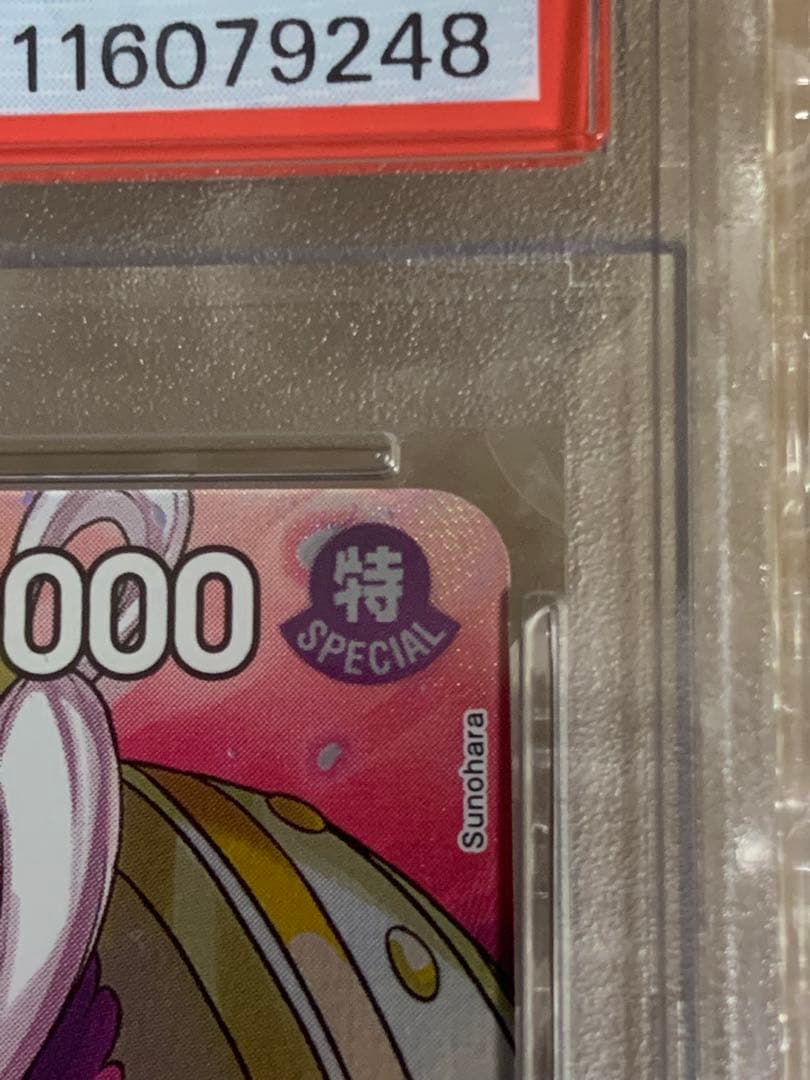 116079248
000
特
SPECIAL
Sunohara